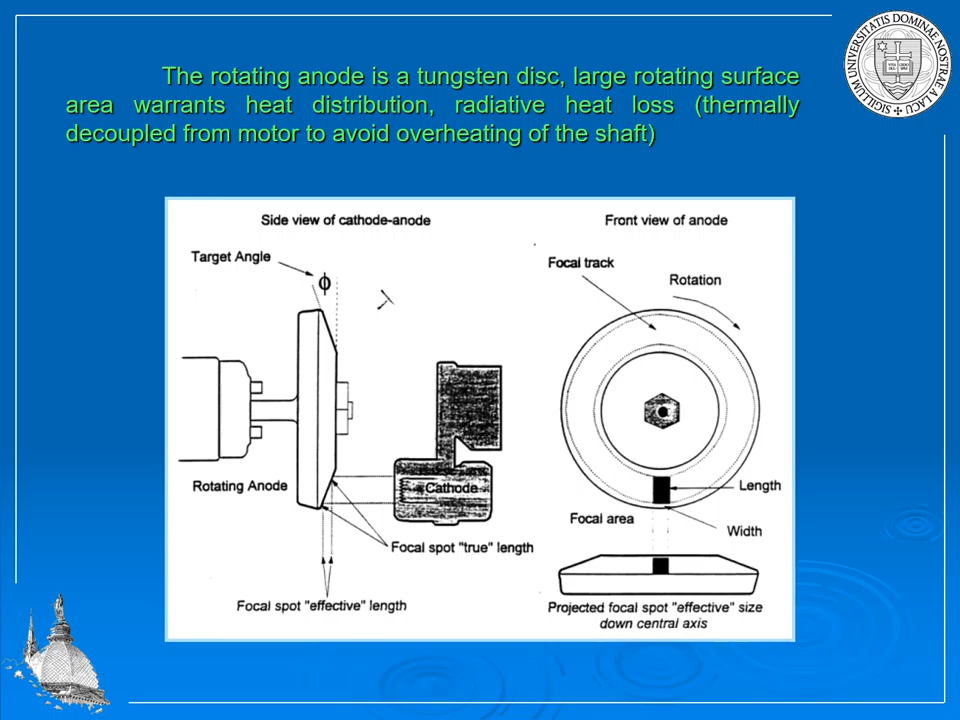 The rotating anode is a tungsten disc, large rotating surface
area warrants heat distribution, radiative heat loss (thermally
decoupled from motor to avoid overheating of the shaft)
SIGILLUM UNIVERSITATIS DOMINAE NOSTRAE A LACU
Side view of cathode-anode
Front view of anode
Target Angle
ϕ
Focal track
Rotation
Rotating Anode
Cathode
Length
Focal area
Width
Focal spot "true" length
Focal spot "effective" length
Projected focal spot "effective" size
down central axis